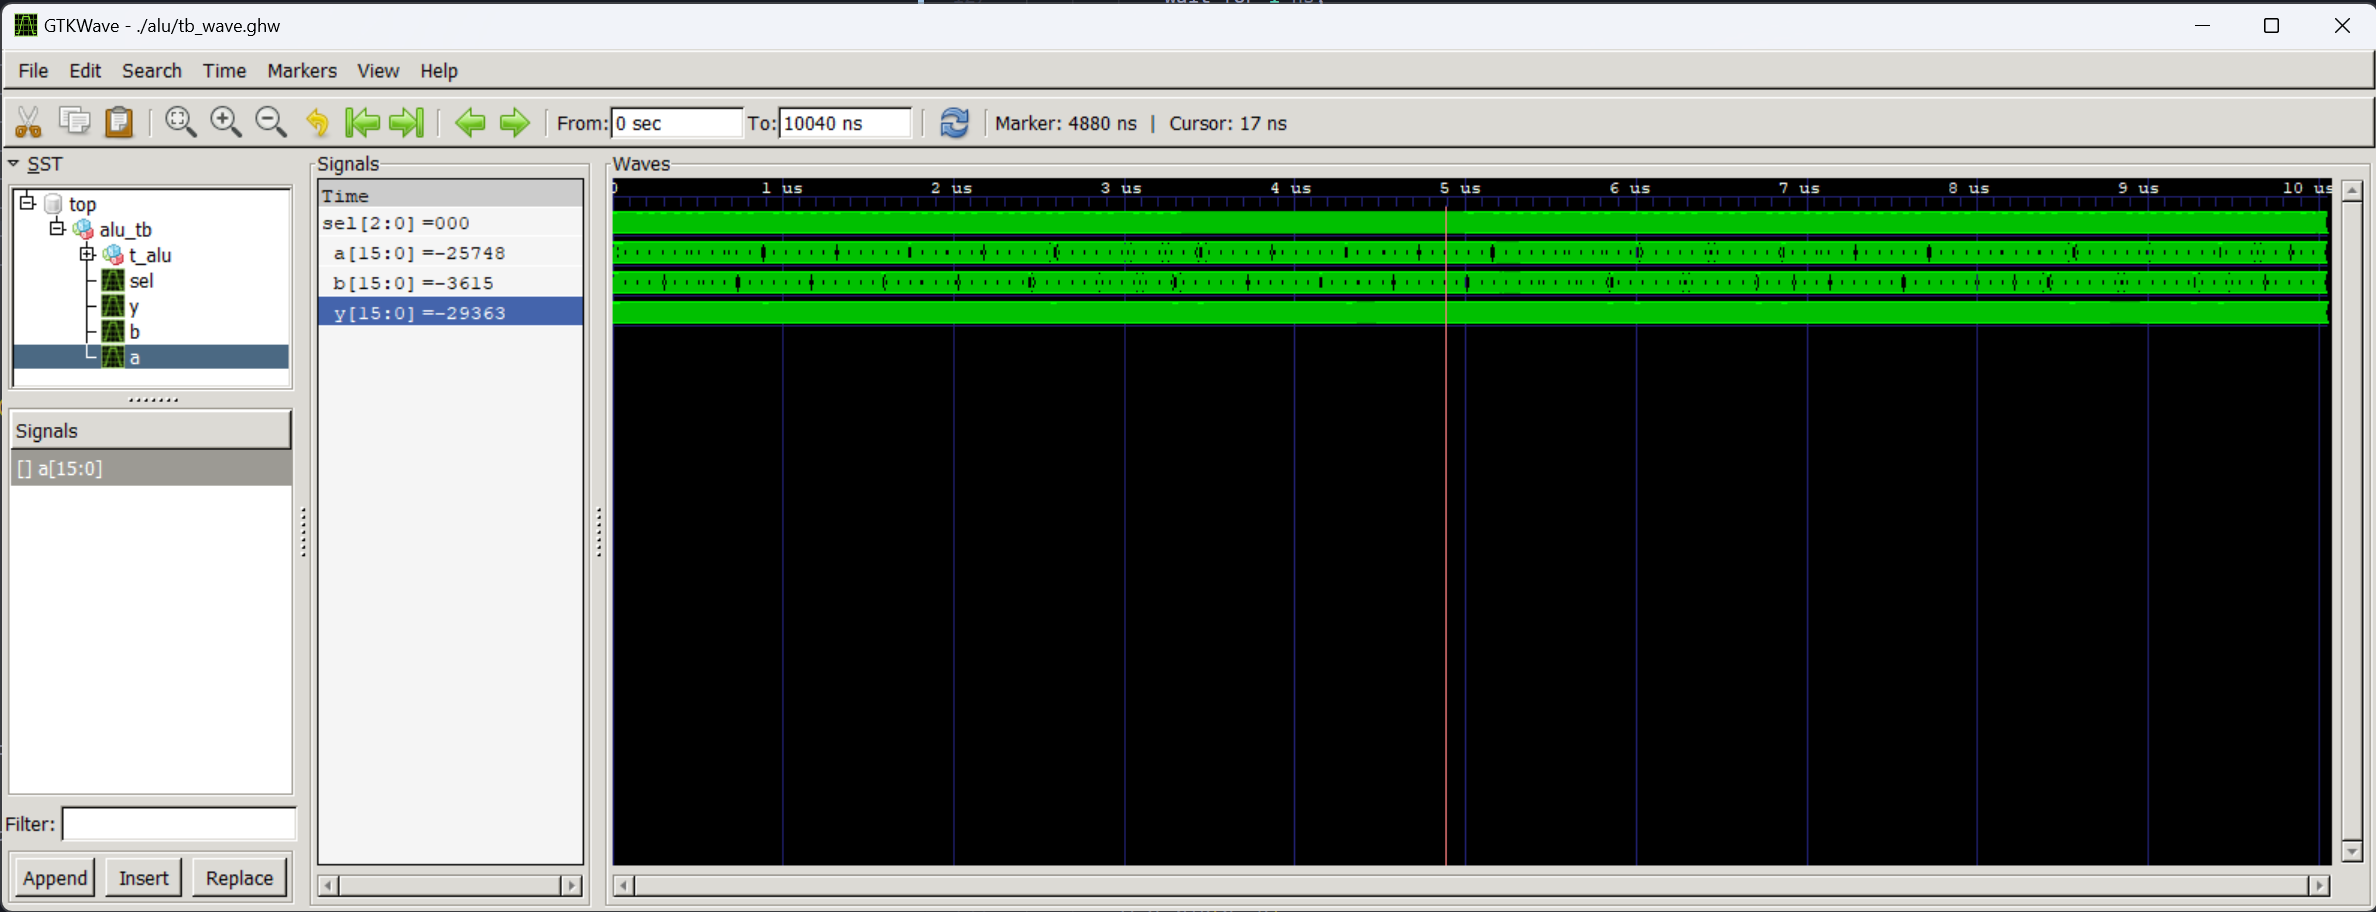 GTKWave - ./alu/tb_wave.ghw
File Edit Search Time Markers View Help
From: 0 sec To: 10040 ns Marker: 4880 ns | Cursor: 17 ns
SST
top
alu_tb
t_alu
sel
y
b
a
Signals
[] a[15:0]
Filter:
Append Insert Replace
Signals
Time
sel[2:0] =000
a[15:0] =-25748
b[15:0] =-3615
y[15:0] =-29363
Waves
0 1 us 2 us 3 us 4 us 5 us 6 us 7 us 8 us 9 us 10 us